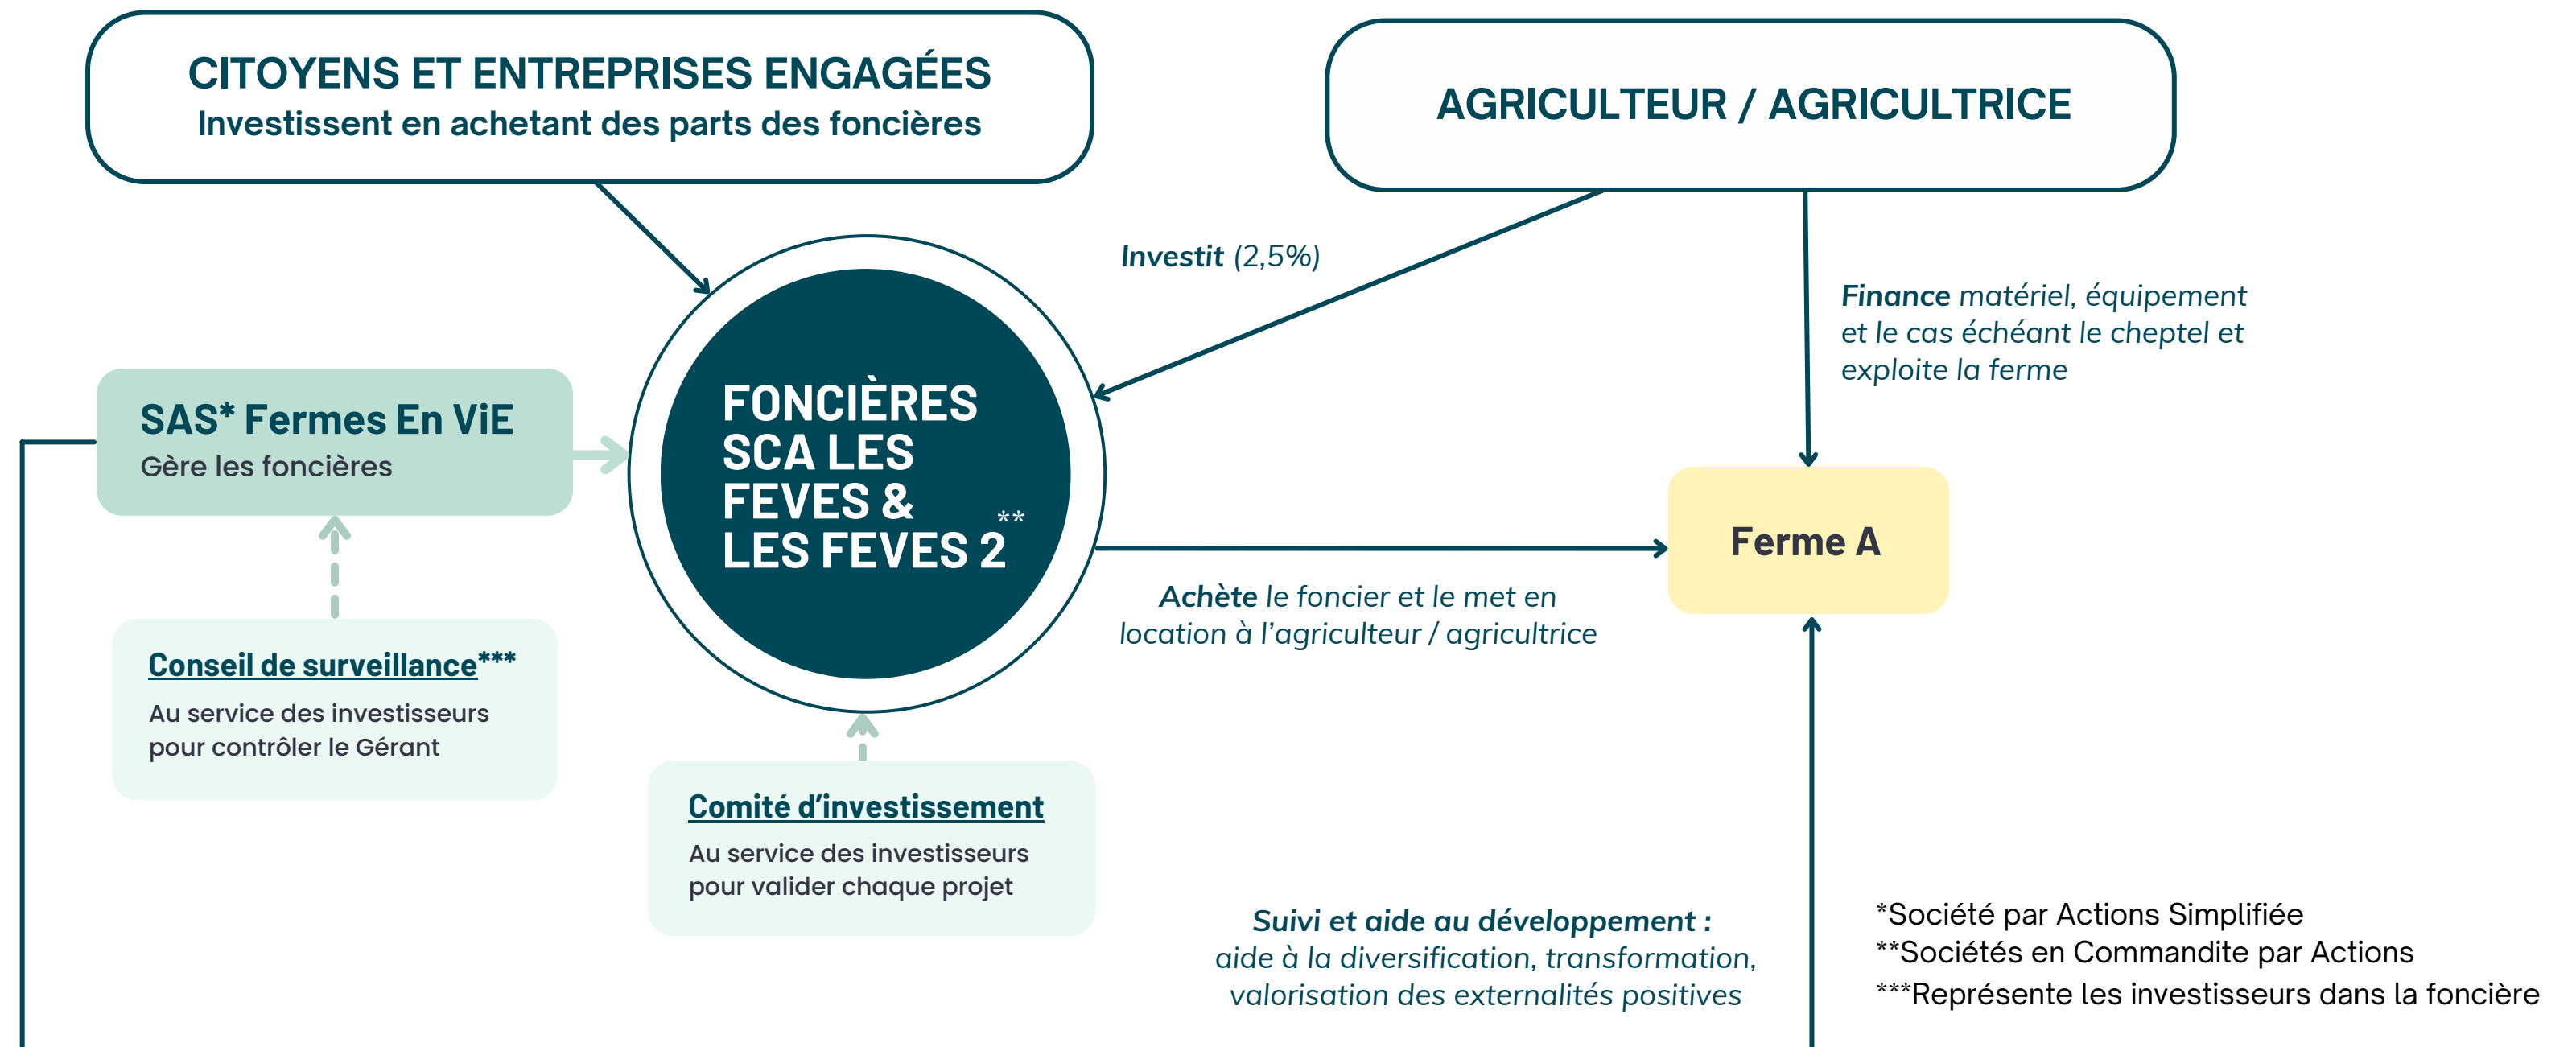 CITOYENS ET ENTREPRISES ENGAGÉES
Investissent en achetant des parts des foncières
AGRICULTEUR / AGRICULTRICE
Investit (2,5%)
Finance matériel, équipement
et le cas échéant le cheptel et
exploite la ferme
SAS* Fermes En ViE
Gère les foncières
FONCIÈRES
SCA LES
FEVES &
LES FEVES 2**
Ferme A
Achète le foncier et le met en
location à l’agriculteur / agricultrice
Conseil de surveillance***
Au service des investisseurs
pour contrôler le Gérant
Comité d’investissement
Au service des investisseurs
pour valider chaque projet
Suivi et aide au développement :
aide à la diversification, transformation,
valorisation des externalités positives
*Société par Actions Simplifiée
**Sociétés en Commandite par Actions
***Représente les investisseurs dans la foncière